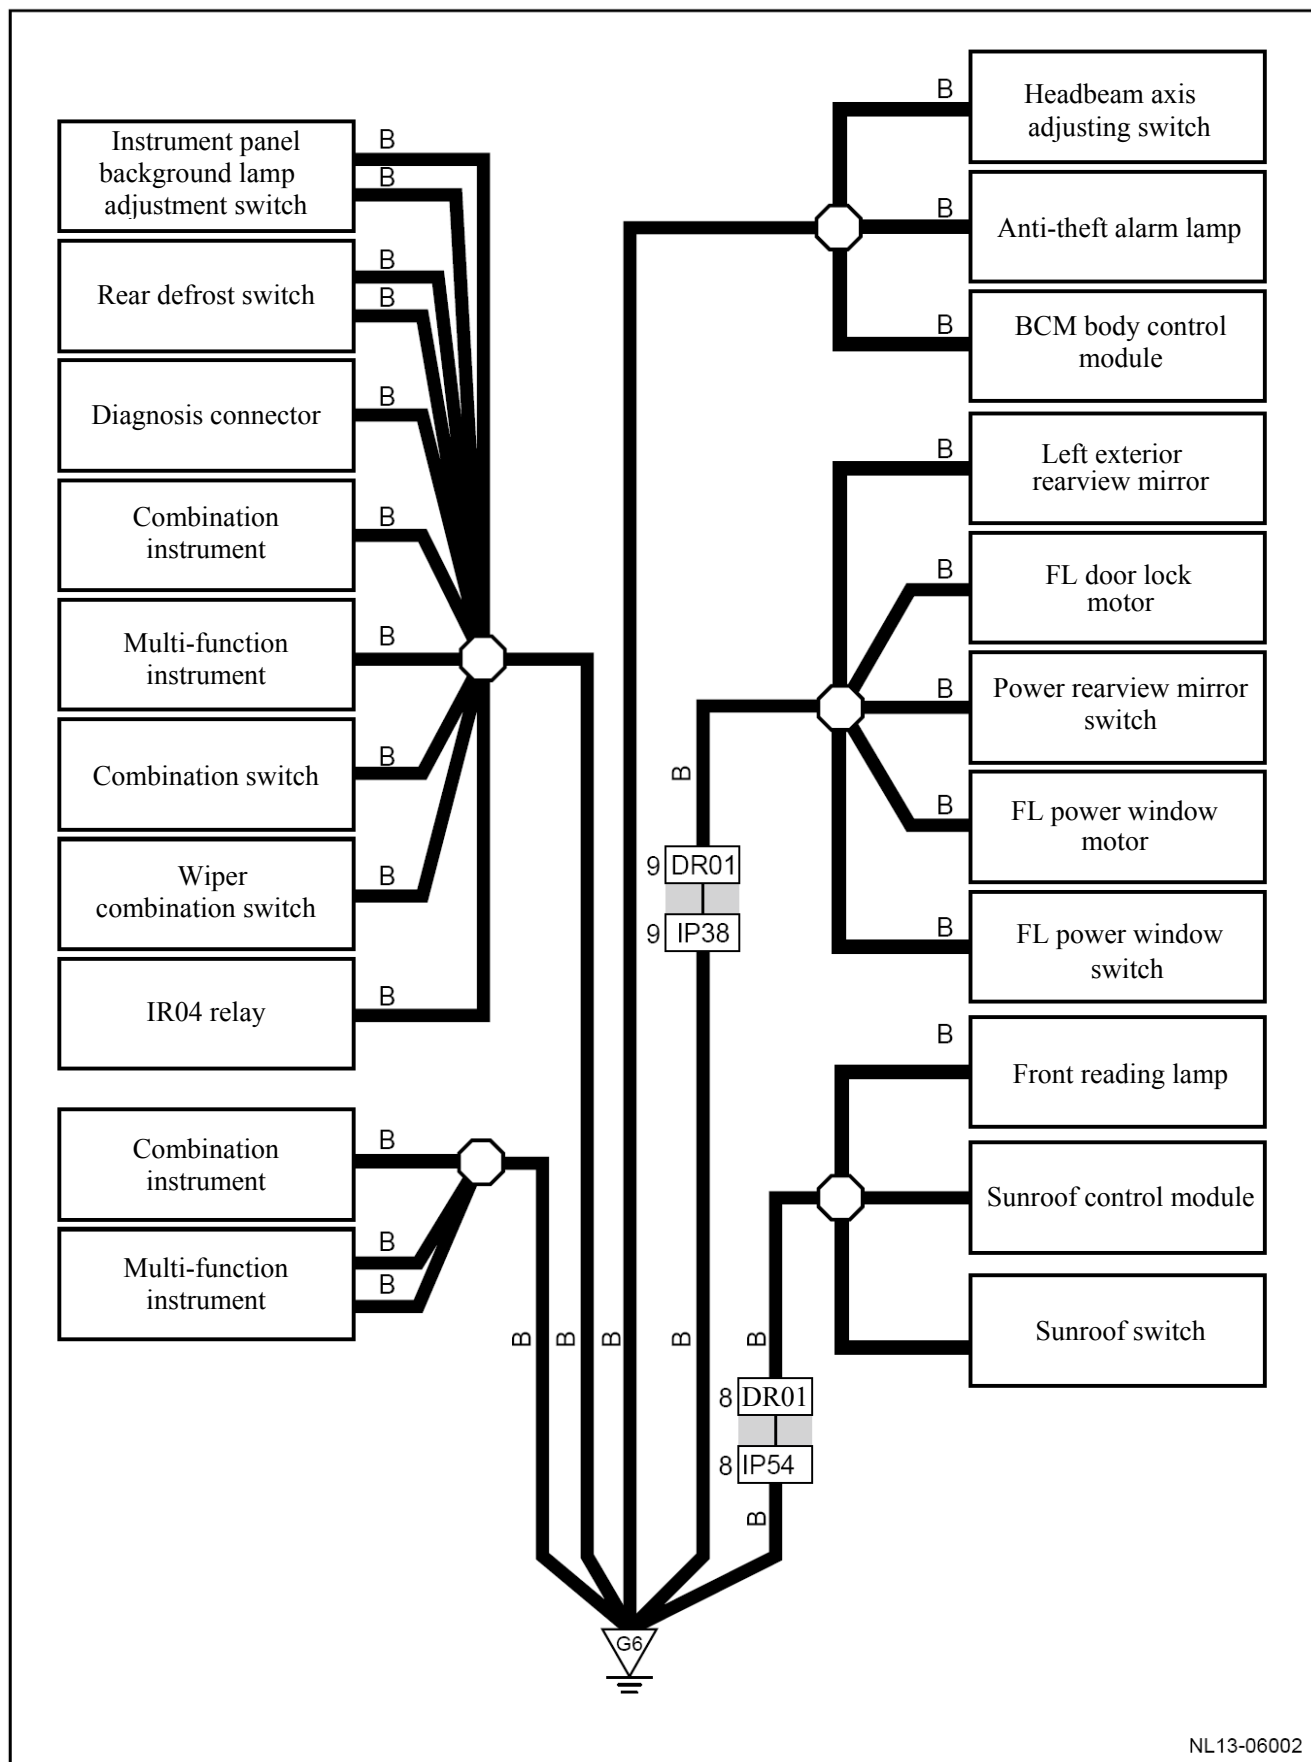 Instrument panel
background lamp
adjustment switch
B
B
Rear defrost switch
B
B
Diagnosis connector
B
Combination
instrument
B
Multi-function
instrument
B
Combination switch
B
Wiper
combination switch
B
IR04 relay
B
Combination
instrument
B
Multi-function
instrument
B
B
B
Headbeam axis
adjusting switch
B
Anti-theft alarm lamp
B
BCM body control
module
B
Left exterior
rearview mirror
B
FL door lock
motor
B
Power rearview mirror
switch
B
FL power window
motor
B
FL power window
switch
B
Front reading lamp
Sunroof control module
Sunroof switch
B
9 DR01
9 IP38
B
B
B
B
B
8 DR01
8 IP54
B
G6
NL13-06002